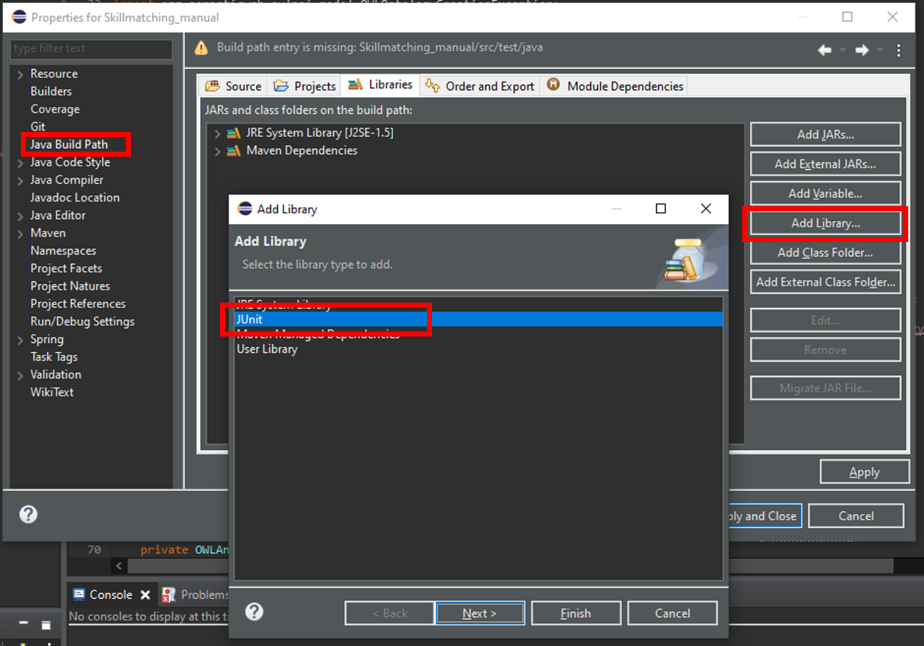 Properties for Skillmatching_manual
type filter text
Build path entry is missing: Skillmatching_manual/src/test/java
Resource
Builders
Coverage
Git
Java Build Path
Java Code Style
Java Compiler
Javadoc Location
Java Editor
Maven
Namespaces
Project Facets
Project Natures
Project References
Run/Debug Settings
Spring
Task Tags
Validation
WikiText
Source
Projects
Libraries
Order and Export
Module Dependencies
JARs and class folders on the build path:
JRE System Library [J2SE-1.5]
Maven Dependencies
Add JARs...
Add External JARs...
Add Variable...
Add Library...
Add Class Folder...
Add External Class Folder...
Edit...
Remove
Migrate JAR File...
Apply
ply and Close
Cancel
Add Library
Add Library
Select the library type to add.
JRE System Library
JUnit
Maven Managed Dependencies
User Library
< Back
Next >
Finish
Cancel
70 private OWLAn
Console
Problems
No consoles to display at this t